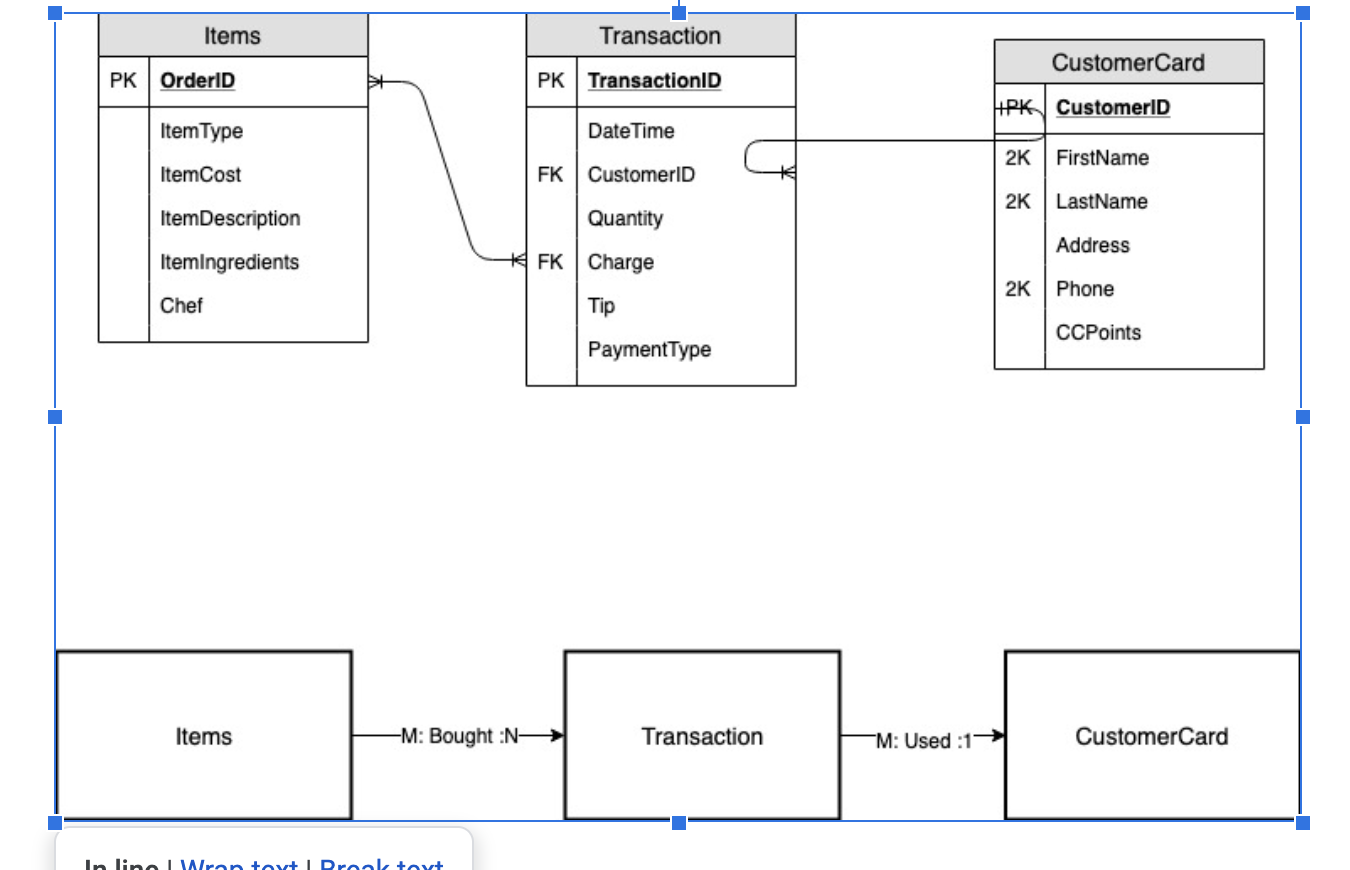 Items
PK OrderID
ItemType
ItemCost
ItemDescription
ItemIngredients
Chef
Transaction
PK TransactionID
DateTime
FK CustomerID
Quantity
FK Charge
Tip
PaymentType
CustomerCard
PK CustomerID
2K FirstName
2K LastName
Address
2K Phone
CCPoints
Items
M: Bought :N
Transaction
M: Used :1
CustomerCard
In line | Wrap text | Break text